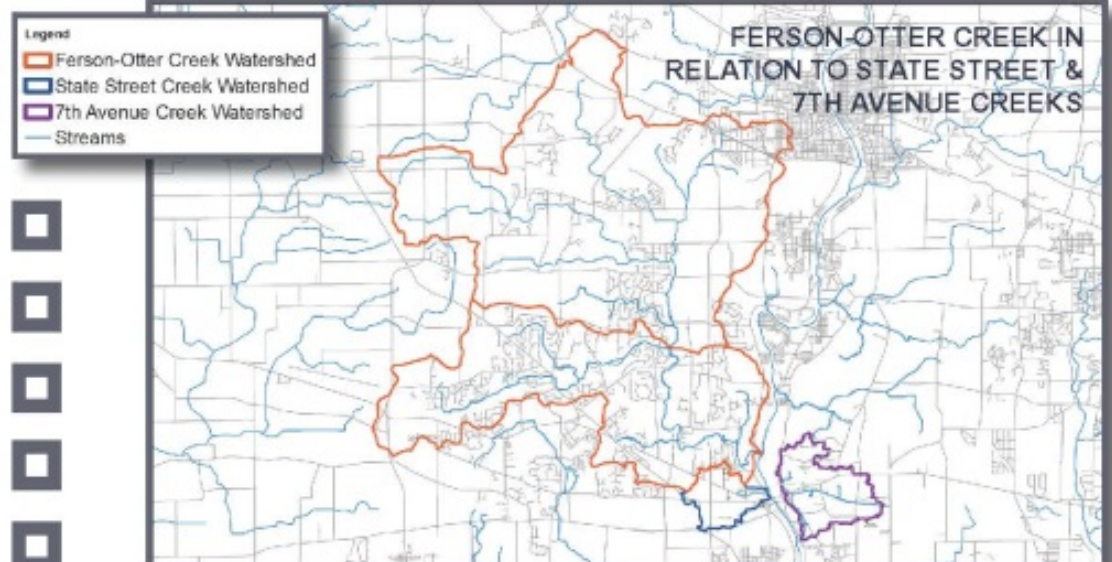 Legend
Ferson-Otter Creek Watershed
State Street Creek Watershed
7th Avenue Creek Watershed
Streams
FERSON-OTTER CREEK IN
RELATION TO STATE STREET &
7TH AVENUE CREEKS